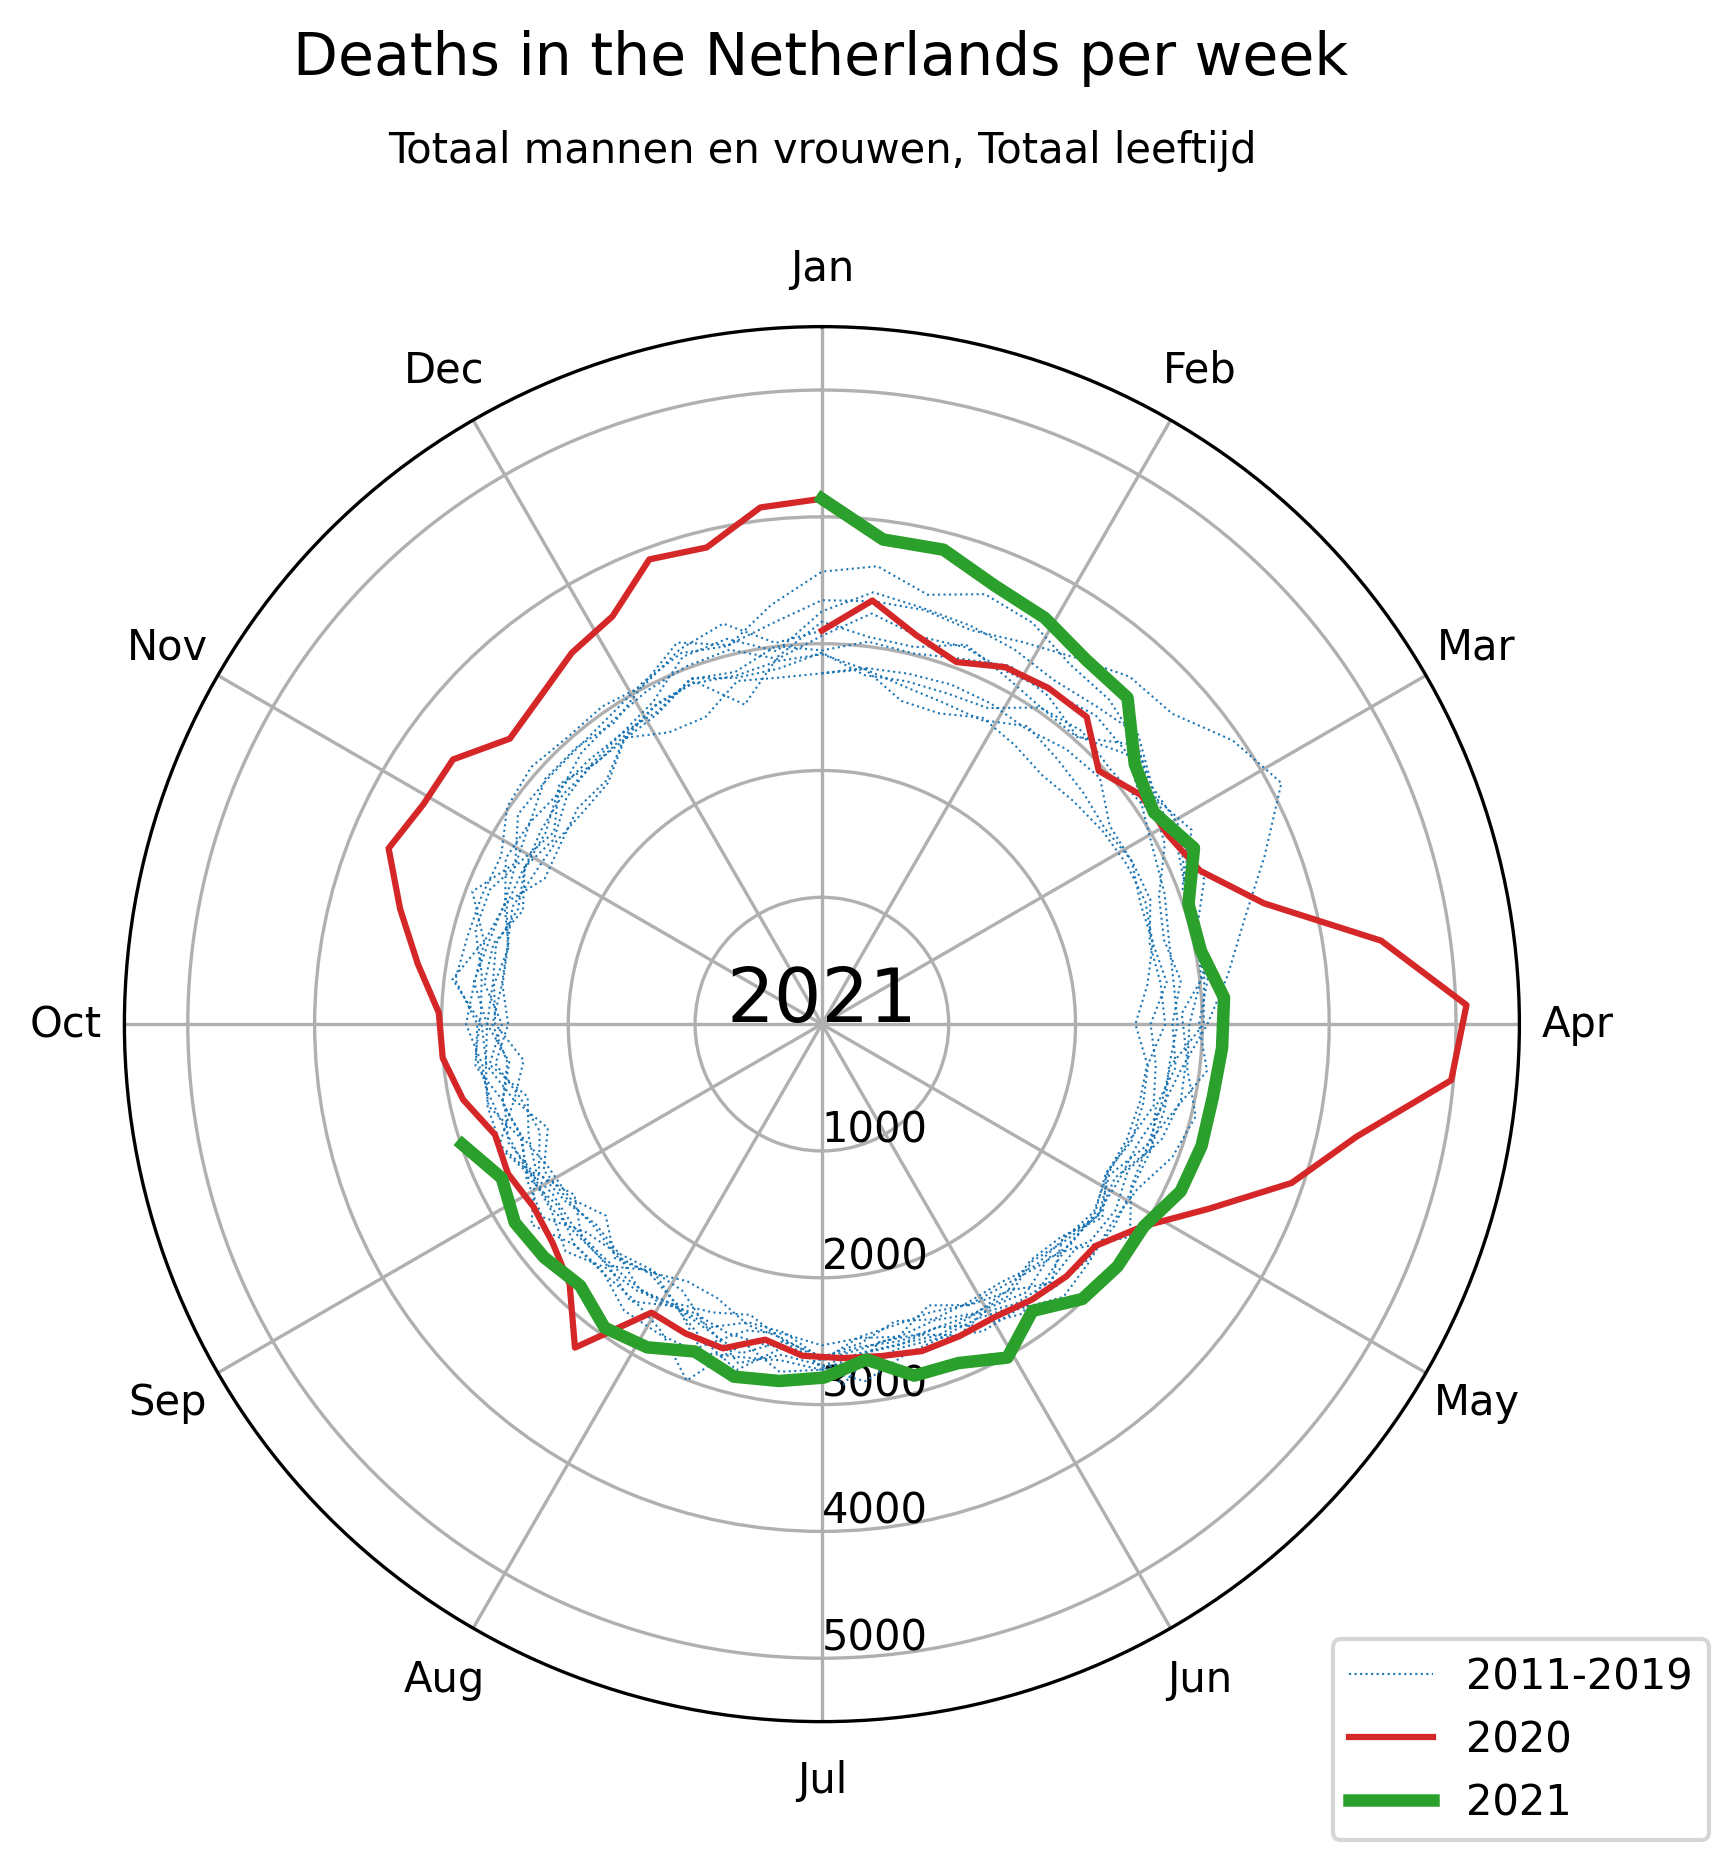 Deaths in the Netherlands per week
Totaal mannen en vrouwen, Totaal leeftijd
Jan
Dec
Feb
Nov
Mar
2021
Oct
Apr
1000
2000
3000
Sep
May
4000
5000
Aug
Jun
Jul
2011-2019
2020
2021